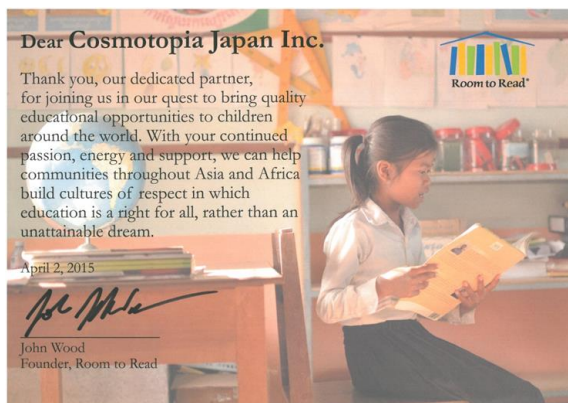 Dear Cosmotopia Japan Inc.
Room to Read®
Thank you, our dedicated partner,
for joining us in our quest to bring quality
educational opportunities to children
around the world. With your continued
passion, energy and support, we can help
communities throughout Asia and Africa
build cultures of respect in which
education is a right for all, rather than an
unattainable dream.
April 2, 2015
John Wood
Founder, Room to Read